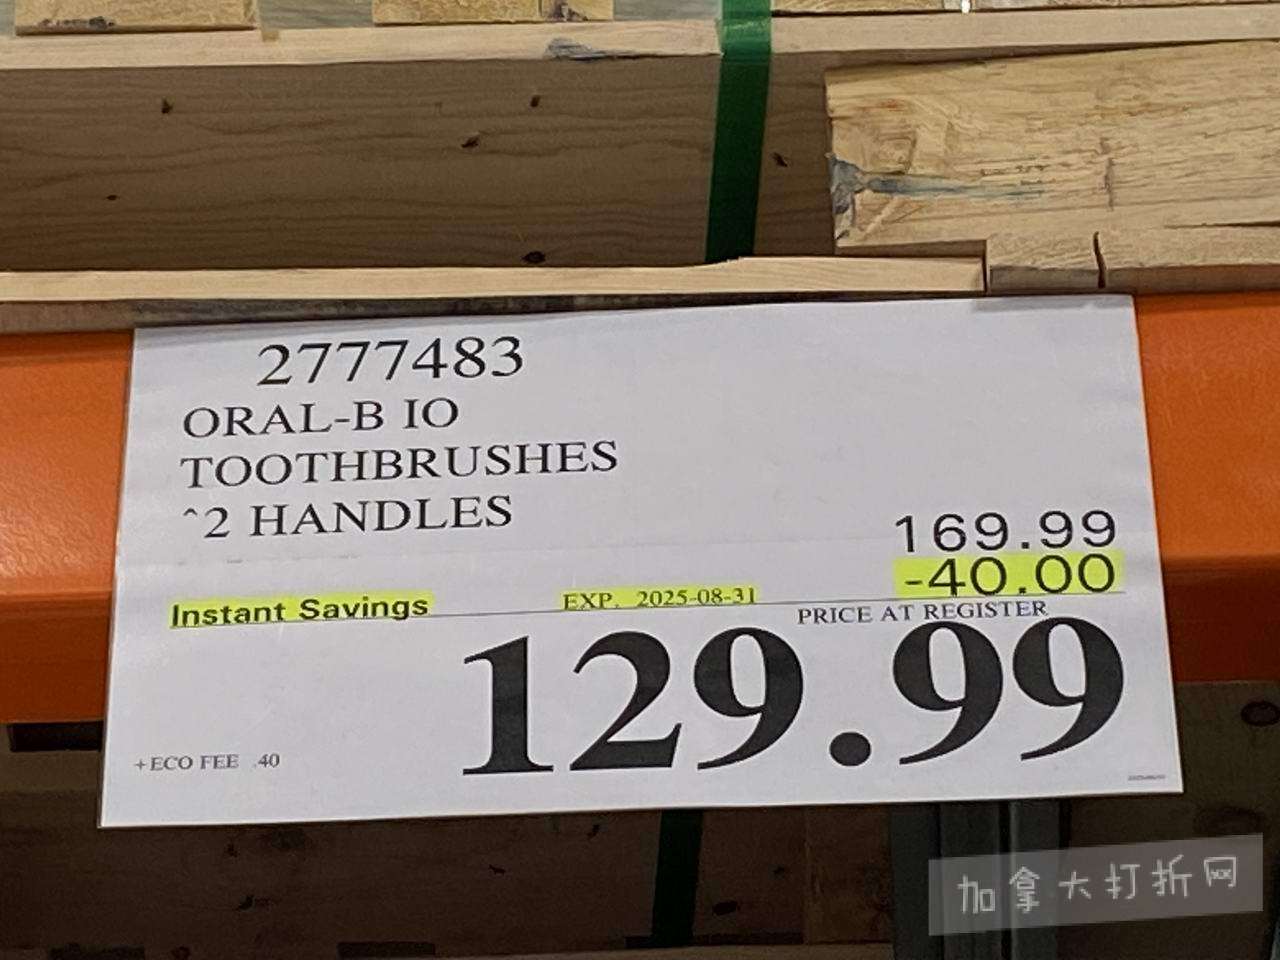 2777483
ORAL-B IO
TOOTHBRUSHES
^2 HANDLES
169.99
-40.00
Instant Savings EXP. 2025-08-31
PRICE AT REGISTER
129.99
+ECO FEE .40
加拿大打折网